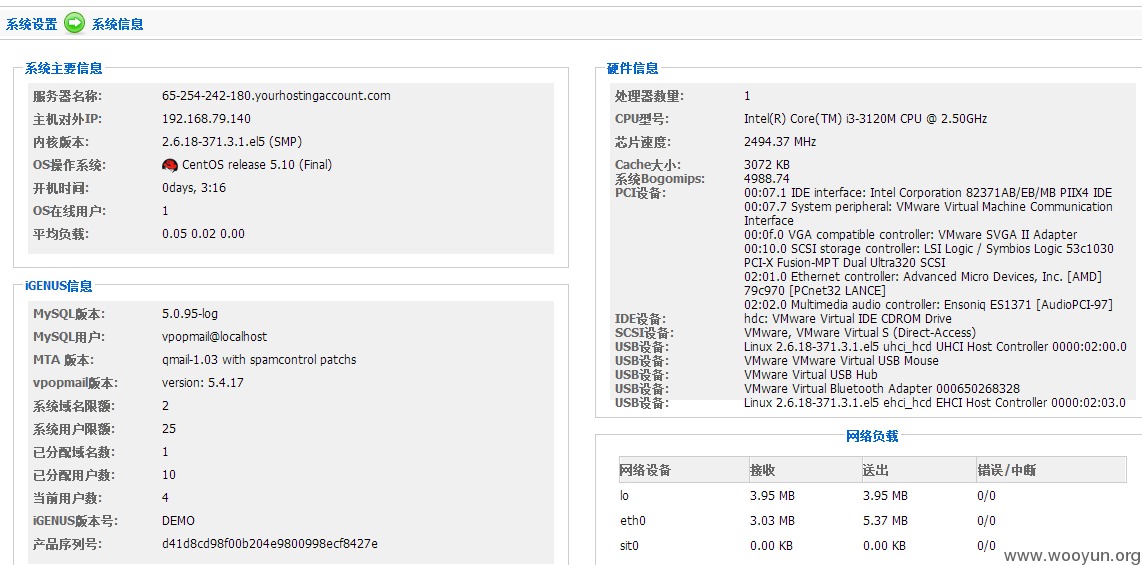 系统设置 系统信息
系统主要信息
服务器名称: 65-254-242-180.yourhostingaccount.com
主机对外IP: 192.168.79.140
内核版本: 2.6.18-371.3.1.el5 (SMP)
OS操作系统: CentOS release 5.10 (Final)
开机时间: 0days, 3:16
OS在线用户: 1
平均负载: 0.05 0.02 0.00
iGENUS信息
MySQL版本: 5.0.95-log
MySQL用户: vpopmail@localhost
MTA 版本: qmail-1.03 with spamcontrol patchs
vpopmail版本: version: 5.4.17
系统域名限额: 2
系统用户限额: 25
已分配域名数: 1
已分配用户数: 10
当前用户数: 4
iGENUS版本号: DEMO
产品序列号: d41d8cd98f00b204e9800998ecf8427e
硬件信息
处理器数量: 1
CPU型号: Intel(R) Core(TM) i3-3120M CPU @ 2.50GHz
芯片速度: 2494.37 MHz
Cache大小: 3072 KB
系统Bogomips: 4988.74
PCI设备: 00:07.1 IDE interface: Intel Corporation 82371AB/EB/MB PIIX4 IDE
00:07.7 System peripheral: VMware Virtual Machine Communication
Interface
00:0f.0 VGA compatible controller: VMware SVGA II Adapter
00:10.0 SCSI storage controller: LSI Logic / Symbios Logic 53c1030
PCI-X Fusion-MPT Dual Ultra320 SCSI
02:01.0 Ethernet controller: Advanced Micro Devices, Inc. [AMD]
79c970 [PCnet32 LANCE]
02:02.0 Multimedia audio controller: Ensoniq ES1371 [AudioPCI-97]
IDE设备: hdc: VMware Virtual IDE CDROM Drive
SCSI设备: VMware, VMware Virtual S (Direct-Access)
USB设备: Linux 2.6.18-371.3.1.el5 uhci_hcd UHCI Host Controller 0000:02:00.0
USB设备: VMware VMware Virtual USB Mouse
USB设备: VMware Virtual USB Hub
USB设备: VMware Virtual Bluetooth Adapter 000650268328
USB设备: Linux 2.6.18-371.3.1.el5 ehci_hcd EHCI Host Controller 0000:02:03.0
网络负载
网络设备 接收 送出 错误/中断
lo 3.95 MB 3.95 MB 0/0
eth0 3.03 MB 5.37 MB 0/0
sit0 0.00 KB 0.00 KB 0/0
www.wooyun.org